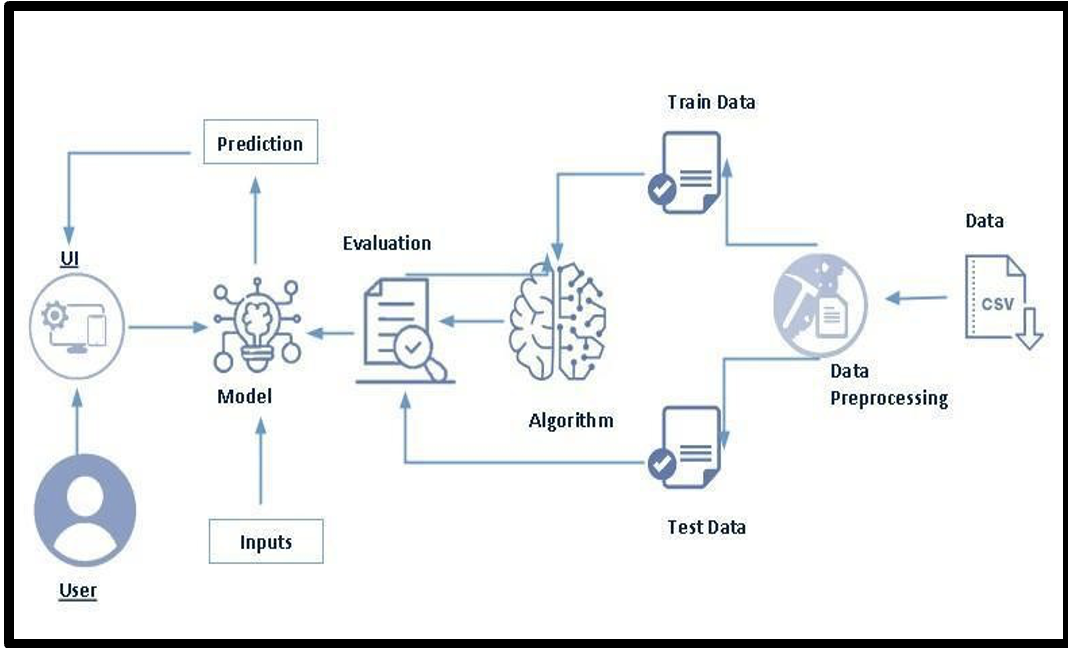 Train Data
Prediction
Data
Evaluation
UI
CSV
Data
Preprocessing
Model
Algorithm
Test Data
Inputs
User